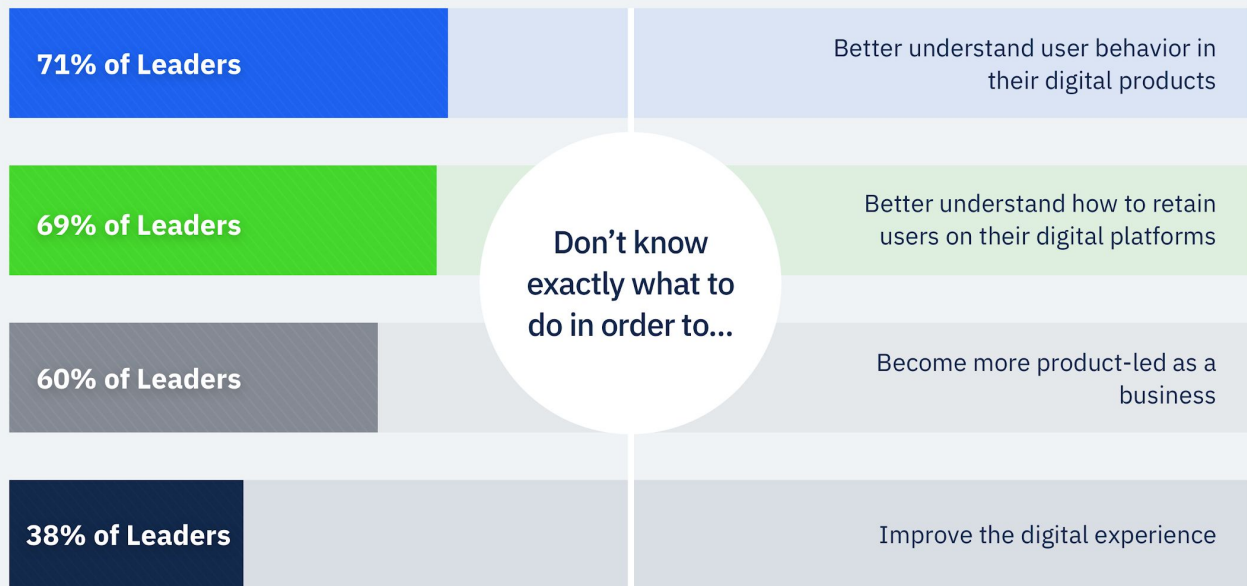 71% of Leaders
Better understand user behavior in
their digital products
69% of Leaders
Better understand how to retain
users on their digital platforms
Don’t know
exactly what to
do in order to...
60% of Leaders
Become more product-led as a
business
38% of Leaders
Improve the digital experience